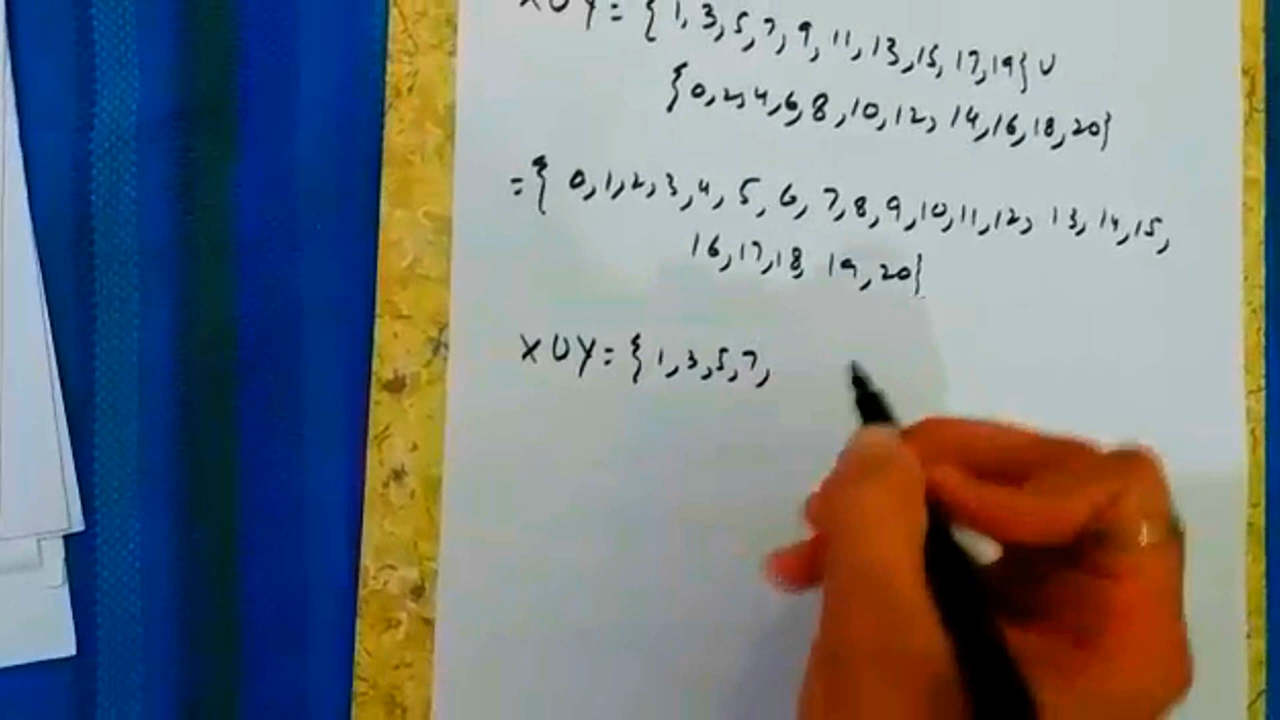 X∪Y = {1, 3, 5, 7, 9, 11, 13, 15, 17, 19} ∪
{0, 2, 4, 6, 8, 10, 12, 14, 16, 18, 20}
= { 0, 1, 2, 3, 4, 5, 6, 7, 8, 9, 10, 11, 12, 13, 14, 15,
16, 17, 18, 19, 20}
X∪Y = { 1, 3, 5, 7,